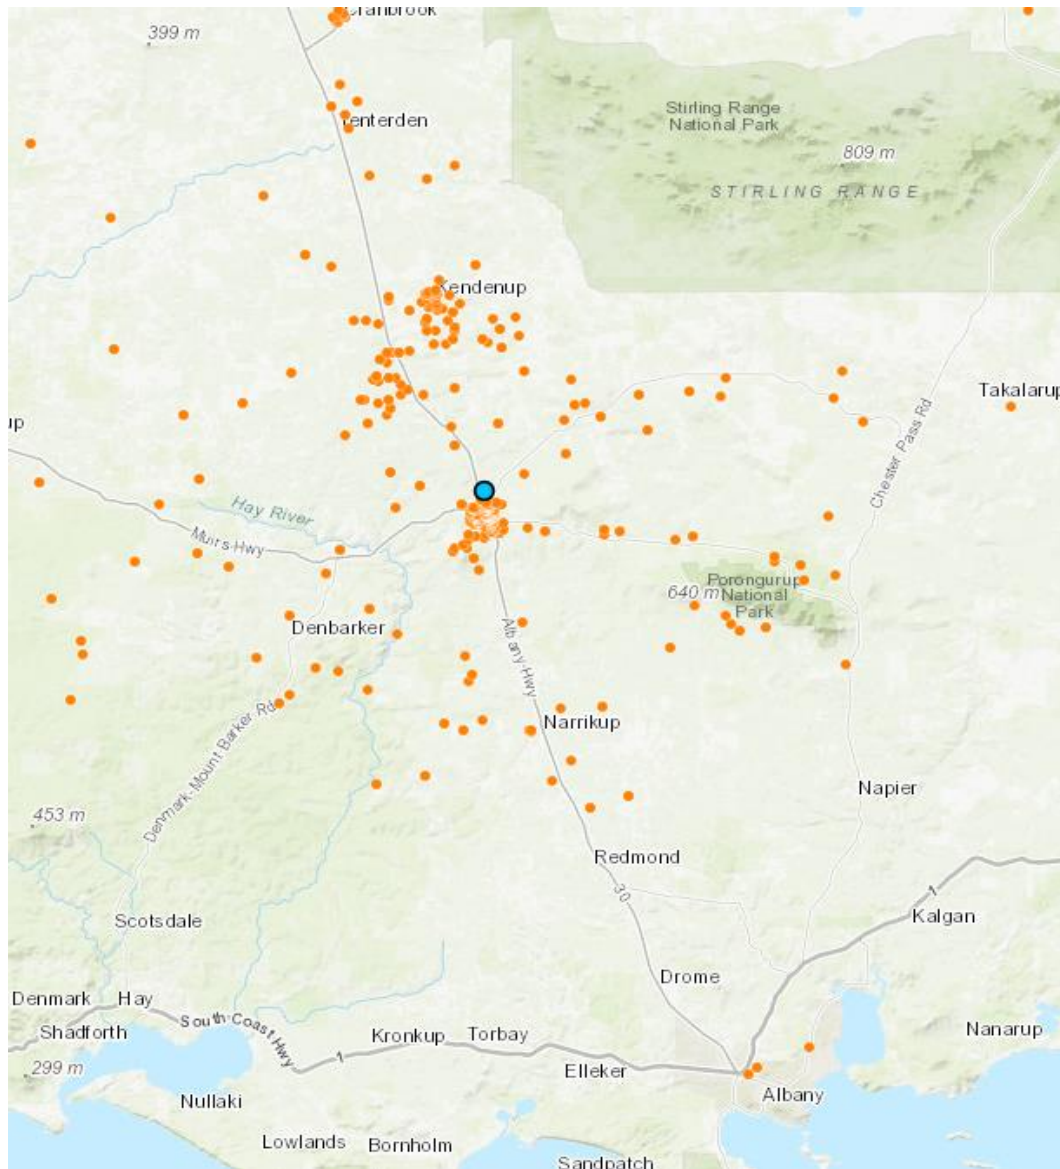 Cranbrook
399 m
Tenterden
Stirling Range
National Park
809 m
STIRLING RANGE
Kendenup
Takalarup
up
Chester Pass Rd
Hay River
Muirs Hwy
Porongurup
National
Park
640 m
Denbarker
Albany Hwy
Narrikup
Denmark-Mount Barker Rd
Napier
453 m
Redmond
30
1
Scotsdale
Kalgan
Drome
Denmark
Hay
South Coast Hwy
Shadforth
Kronkup
Torbay
Nanarup
1
299 m
Elleker
Nullaki
Albany
Lowlands
Bornholm
Sandpatch